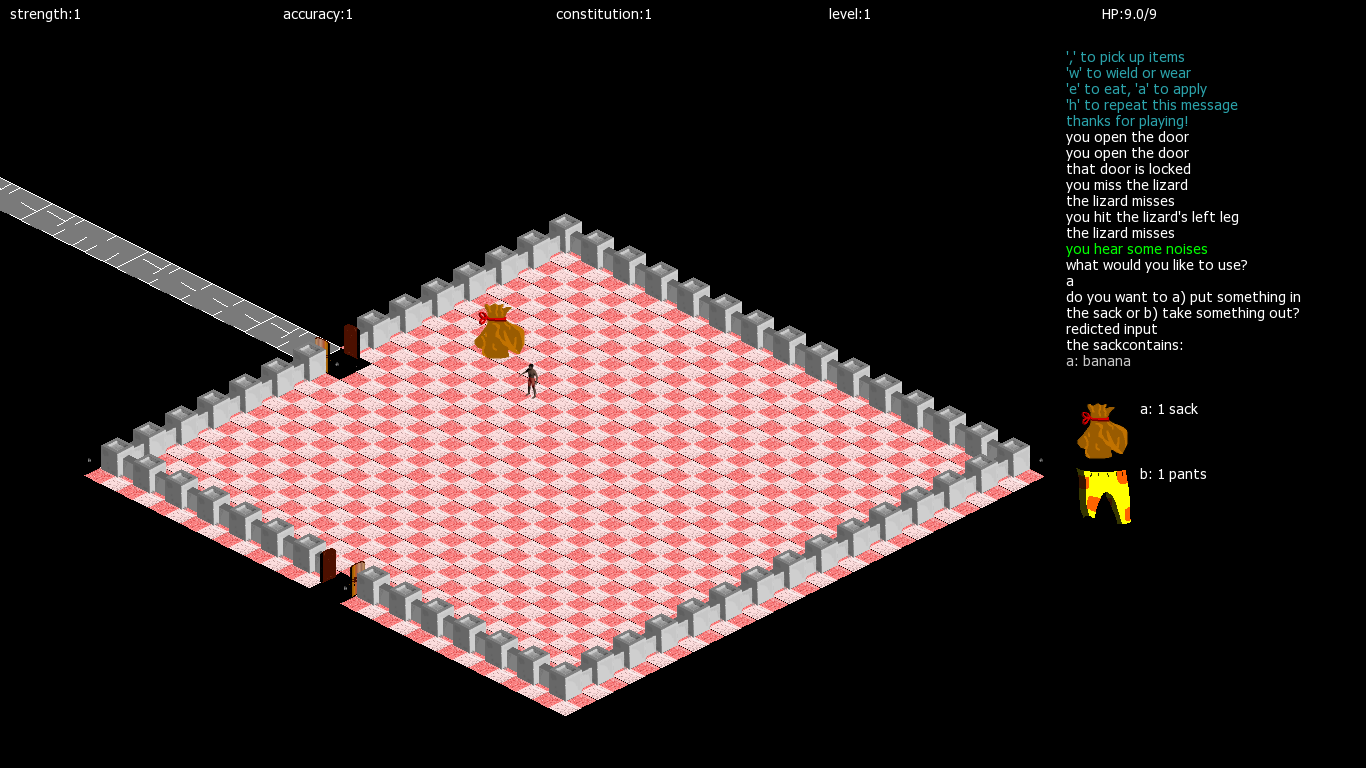 strength:1 accuracy:1 constitution:1 level:1 HP:9.0/9
',' to pick up items
'w' to wield or wear
'e' to eat, 'a' to apply
'h' to repeat this message
thanks for playing!
you open the door
you open the door
that door is locked
you miss the lizard
the lizard misses
you hit the lizard's left leg
the lizard misses
you hear some noises
what would you like to use?
a
do you want to a) put something in
the sack or b) take something out?
redicted input
the sackcontains:
a: banana
a: 1 sack
b: 1 pants